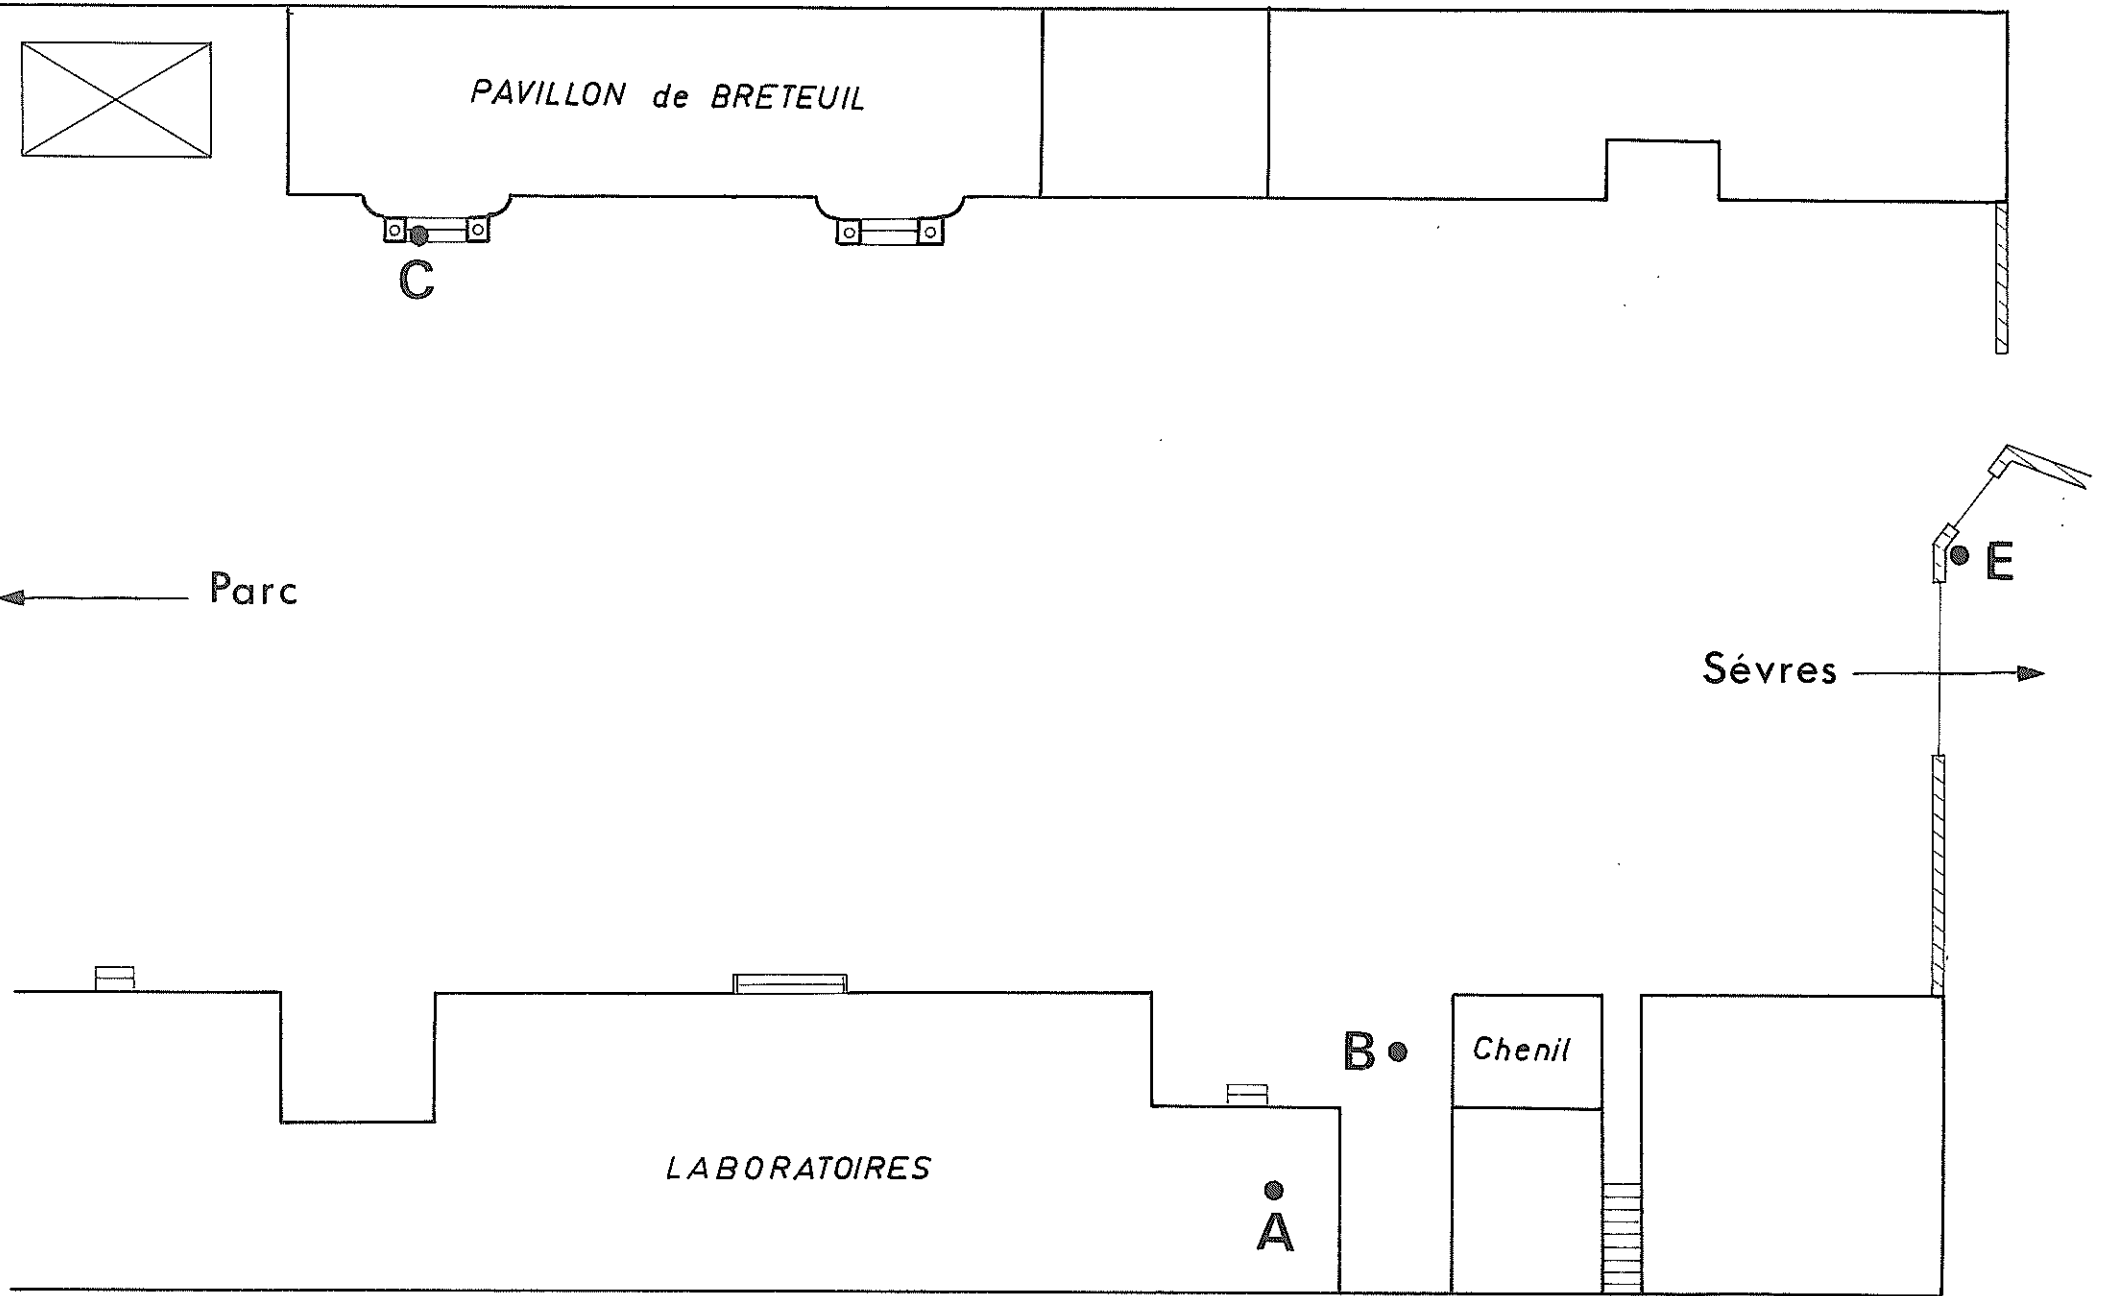 PAVILLON de BRETEUIL
C
E
Parc
Sévres
B
Chenil
LABORATOIRES
A